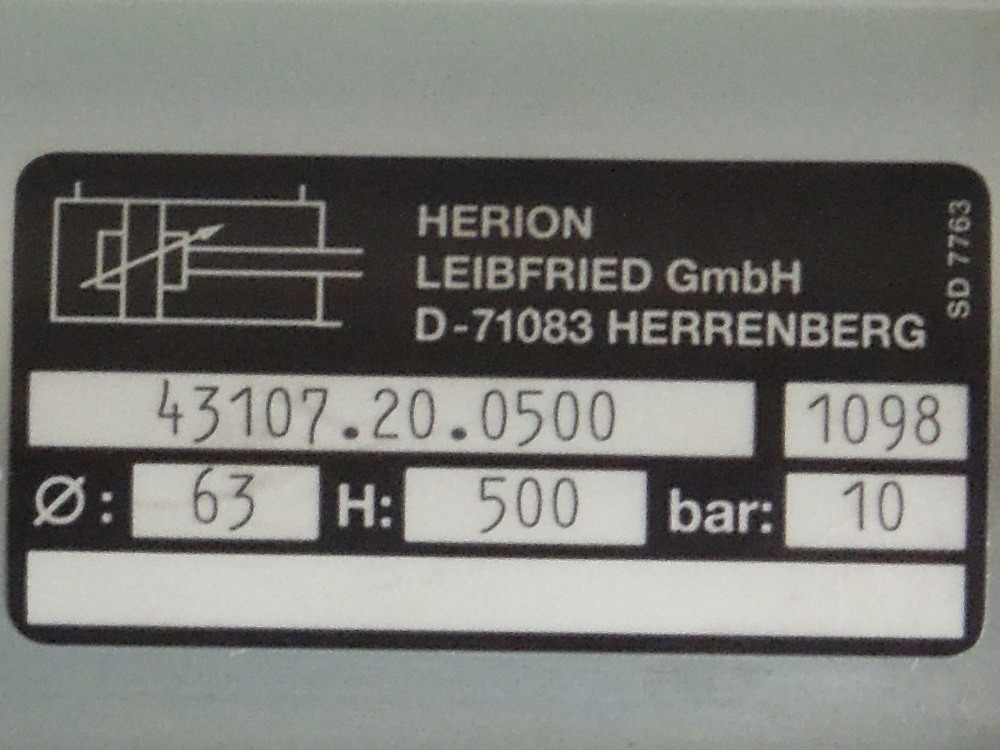 HERION
LEIBFRIED GmbH
D-71083 HERRENBERG
SD 7763
43107.20.0500 1098
Ø: 63 H: 500 bar: 10